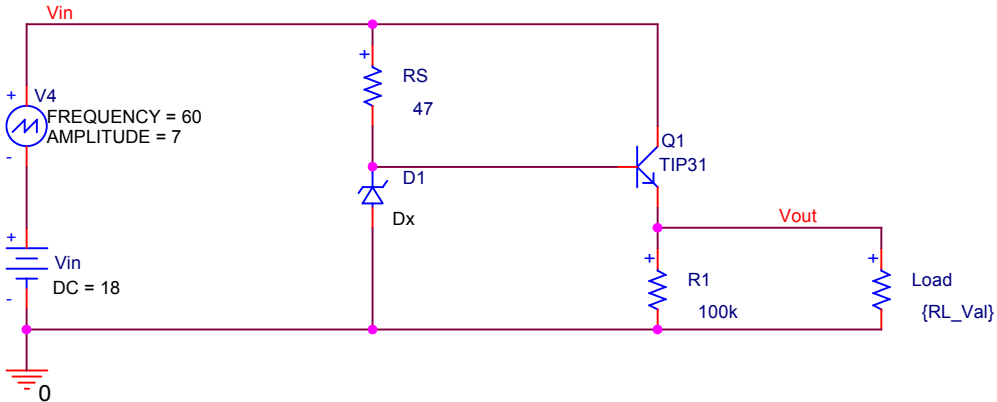 Vin
+
RS
47
+
V4
FREQUENCY = 60
AMPLITUDE = 7
-
Q1
TIP31
D1
Dx
Vout
+
Vin
DC = 18
-
+
R1
100k
+
Load
{RL_Val}
0